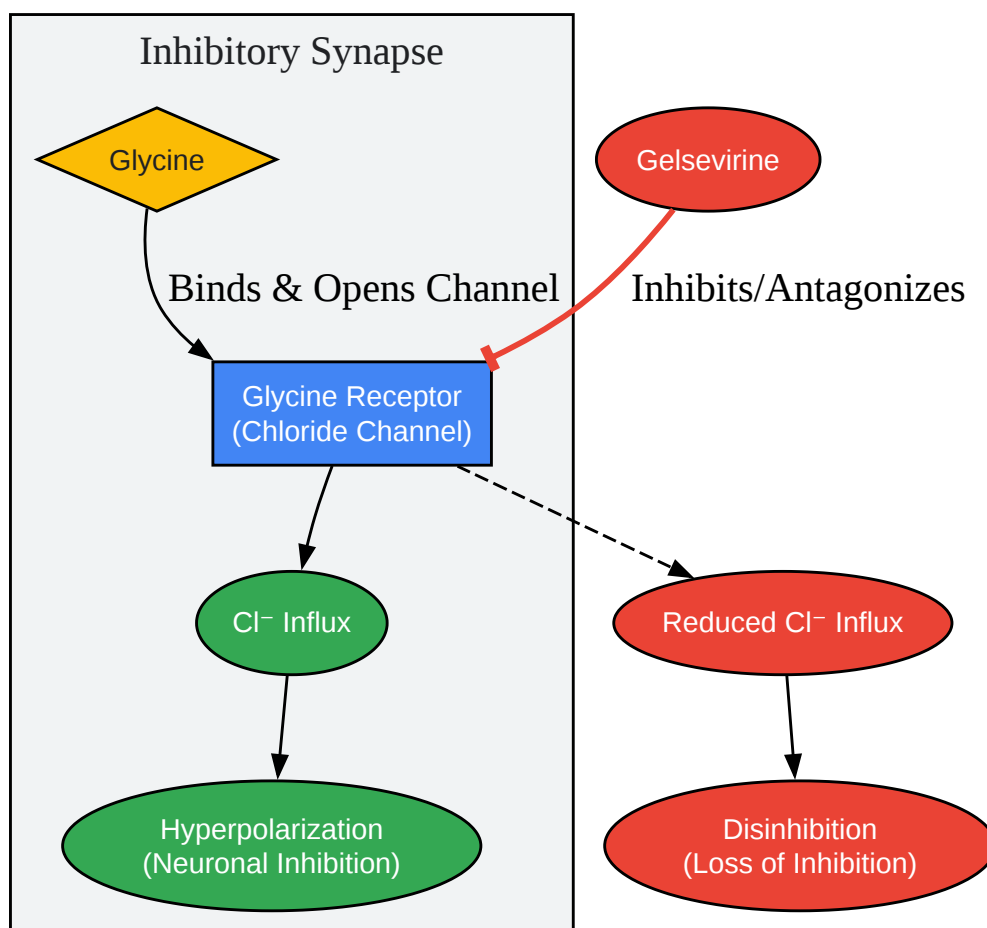 Inhibitory Synapse
Glycine
Gelsevirine
Binds & Opens Channel
Inhibits/Antagonizes
Glycine Receptor
(Chloride Channel)
Cl⁻ Influx
Reduced Cl⁻ Influx
Hyperpolarization
(Neuronal Inhibition)
Disinhibition
(Loss of Inhibition)